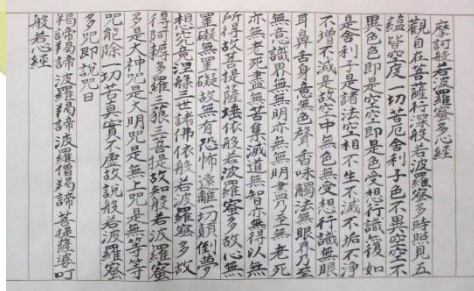 摩訶般若波羅蜜多心經
觀自在菩薩行深般若波羅蜜多時照見五
蘊皆空度一切苦厄舍利子色不異空空不
異色色即是空空即是色受想行識亦復如
是舍利子是諸法空相不生不滅不垢不淨
不增不減是故空中無色無受想行識無眼
耳鼻舌身意無色聲香味觸法無眼界乃至
無意識界無無明亦無無明盡乃至無老死
亦無老死盡無苦集滅道無智亦無得以無
所得故菩提薩埵依般若波羅蜜多故心無
罣礙無罣礙故無有恐怖遠離一切顛倒夢
想究竟涅槃三世諸佛依般若波羅蜜多故
得阿耨多羅三藐三菩提故知般若波羅蜜
多是大神咒是大明咒是無上咒是無等等
咒能除一切苦真實不虛故說般若波羅蜜
多咒即說咒曰
羯諦羯諦波羅羯諦波羅僧羯諦菩提薩婆訶
般若心經